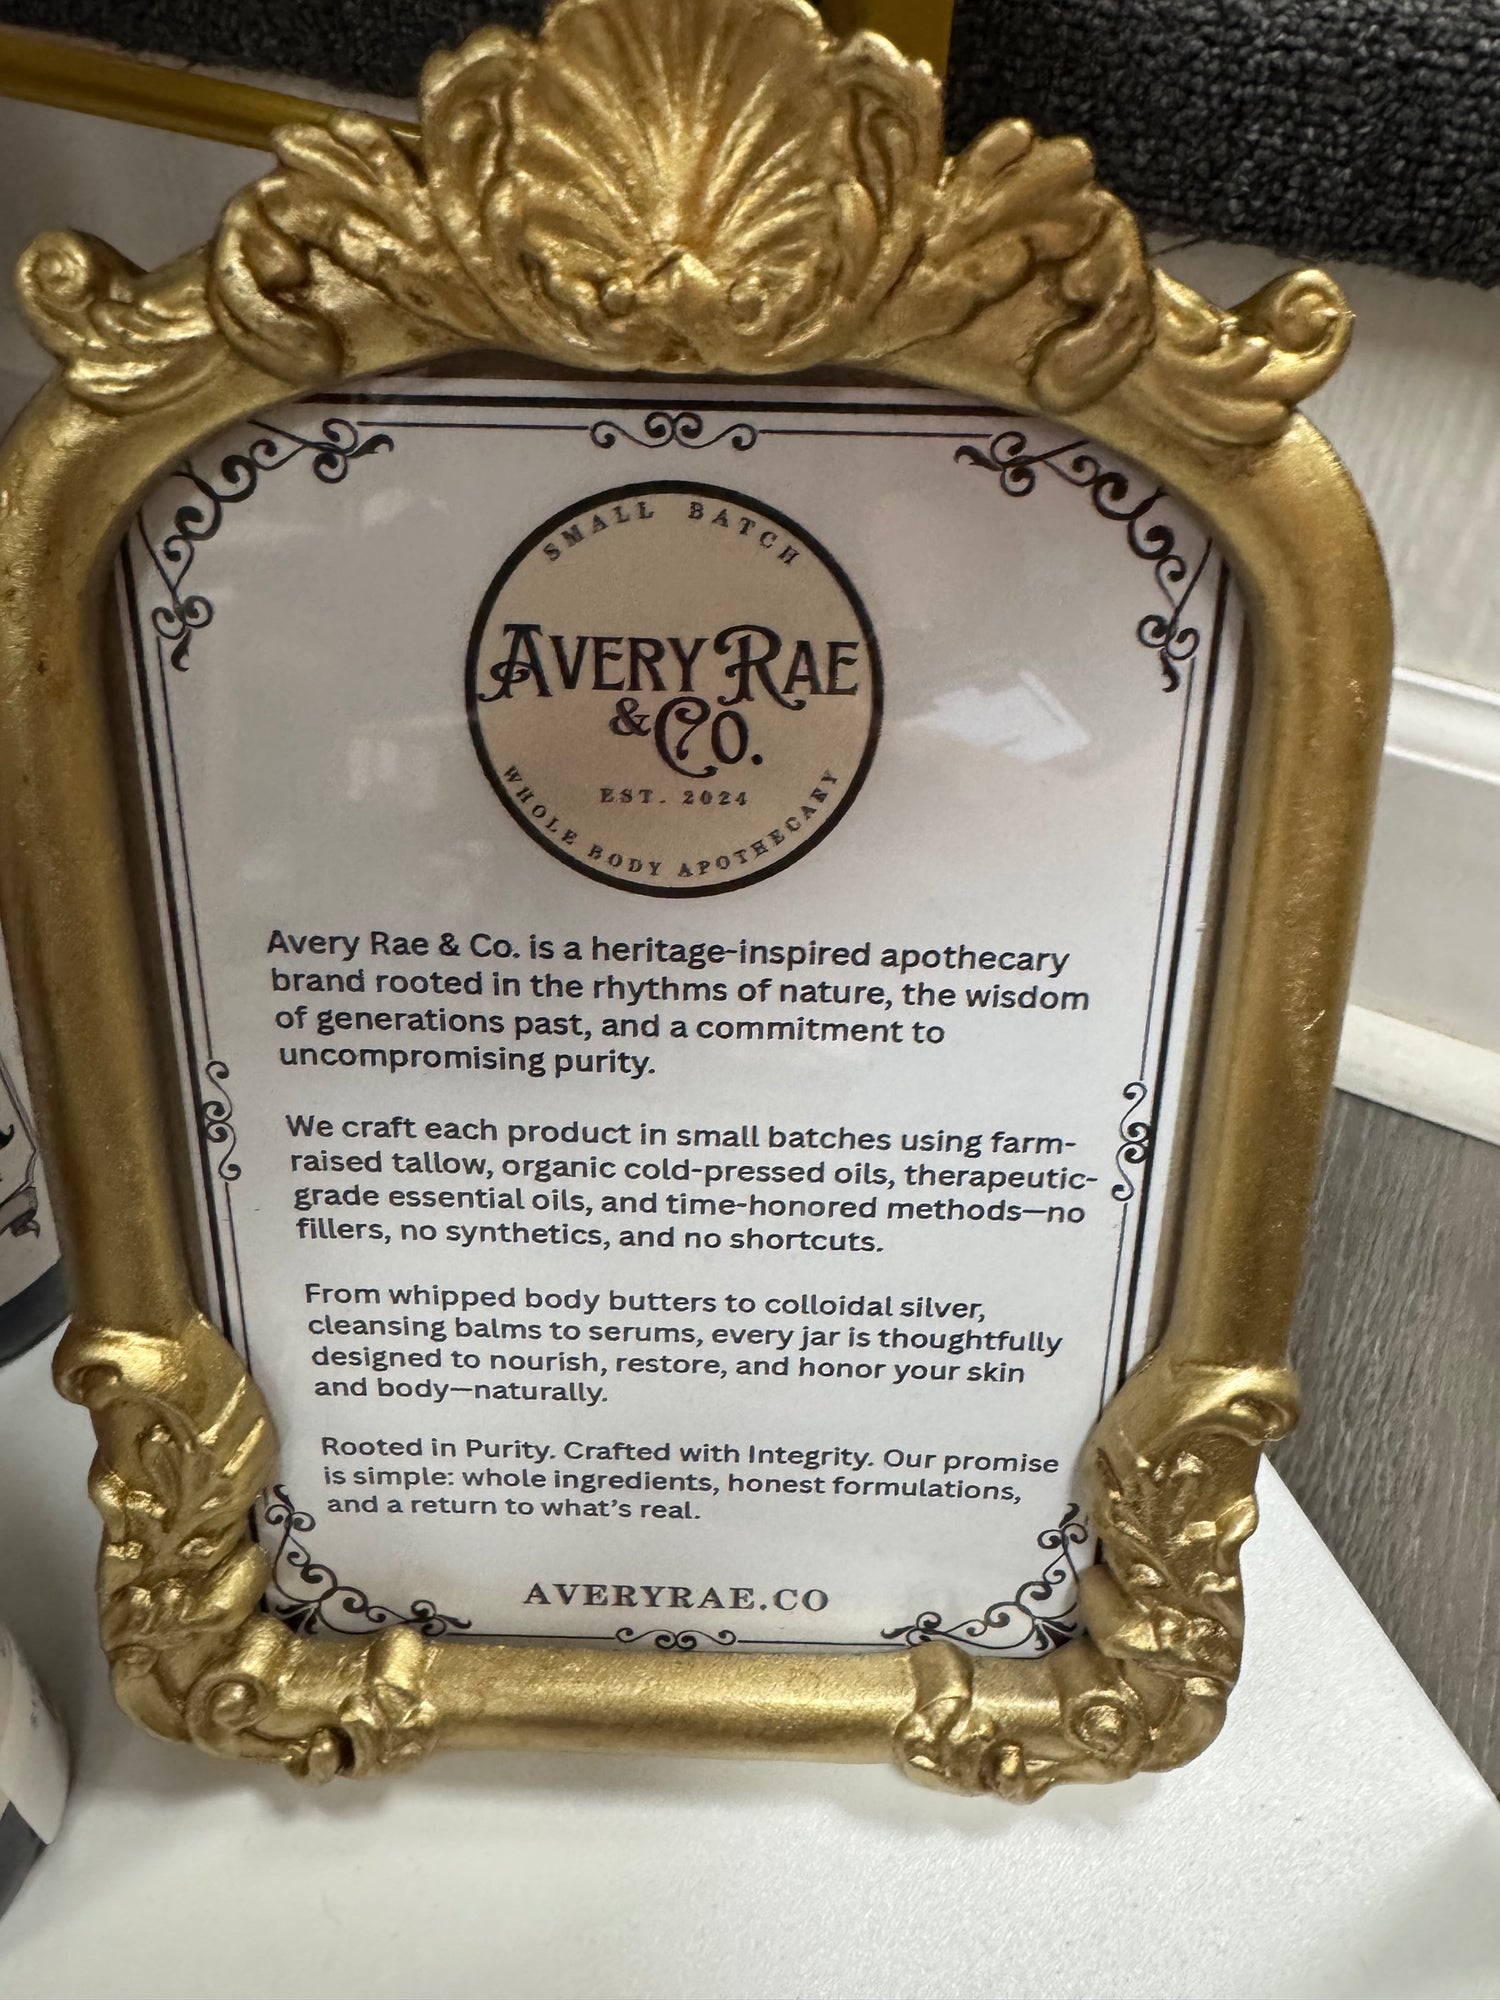 SMALL BATCH
AVERY RAE
& CO.
EST. 2024
WHOLE BODY APOTHECARY
Avery Rae & Co. is a heritage-inspired apothecary
brand rooted in the rhythms of nature, the wisdom
of generations past, and a commitment to
uncompromising purity.
We craft each product in small batches using farm-
raised tallow, organic cold-pressed oils, therapeutic-
grade essential oils, and time-honored methods—no
fillers, no synthetics, and no shortcuts.
From whipped body butters to colloidal silver,
cleansing balms to serums, every jar is thoughtfully
designed to nourish, restore, and honor your skin
and body—naturally.
Rooted in Purity. Crafted with Integrity. Our promise
is simple: whole ingredients, honest formulations,
and a return to what's real.
AVERYRAE.CO